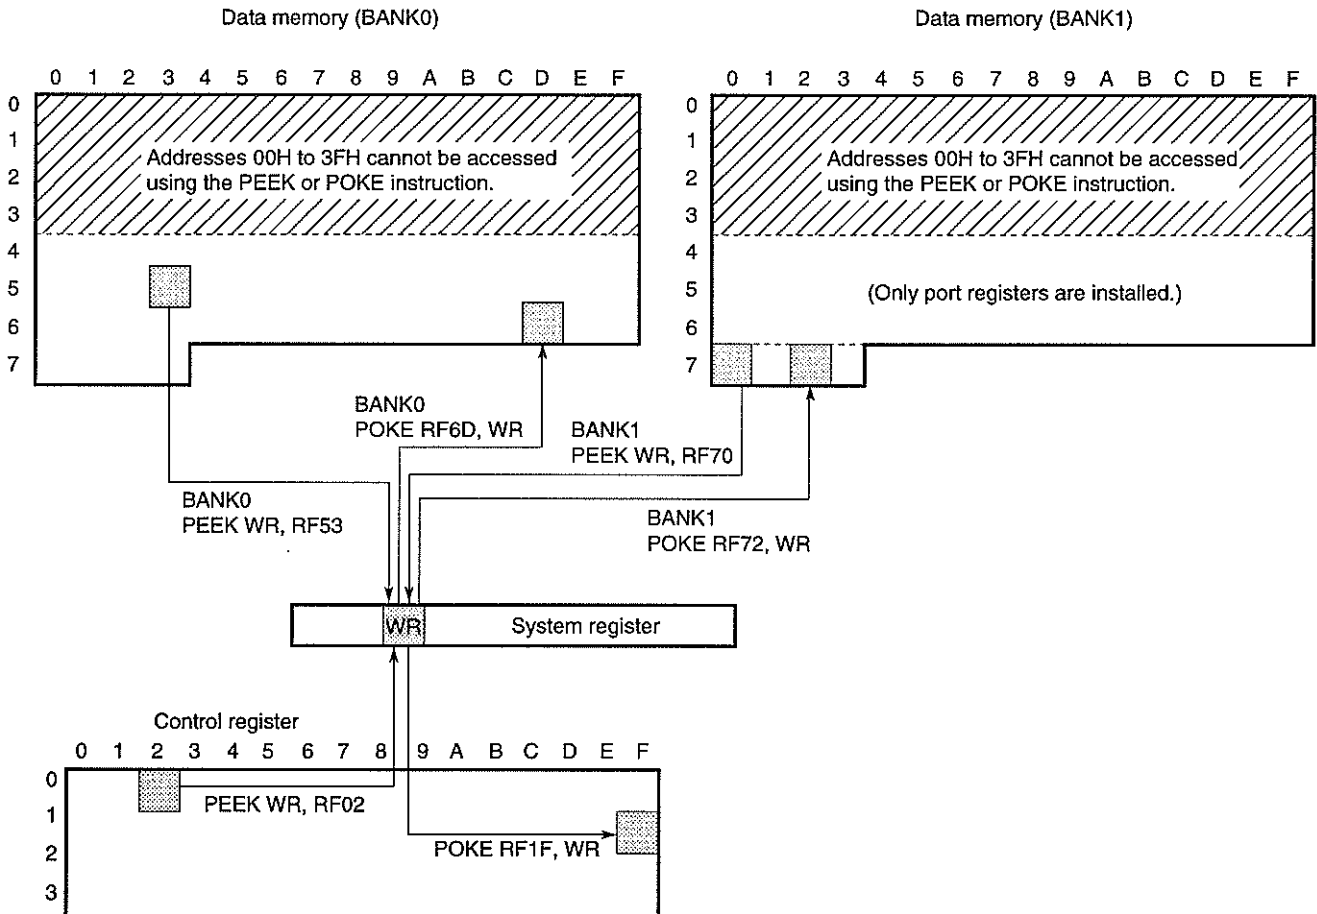 Data memory (BANK0)
Data memory (BANK1)
0 1 2 3 4 5 6 7 8 9 A B C D E F
0 1 2 3 4 5 6 7 8 9 A B C D E F
0
1
2
3
4
5
6
7
Addresses 00H to 3FH cannot be accessed
using the PEEK or POKE instruction.
0
1
2
3
4
5
6
7
Addresses 00H to 3FH cannot be accessed
using the PEEK or POKE instruction.
(Only port registers are installed.)
BANK0
POKE RF6D, WR
BANK1
PEEK WR, RF70
BANK0
PEEK WR, RF53
BANK1
POKE RF72, WR
WR
System register
Control register
0 1 2 3 4 5 6 7 8 9 A B C D E F
0
1
2
3
PEEK WR, RF02
POKE RF1F, WR